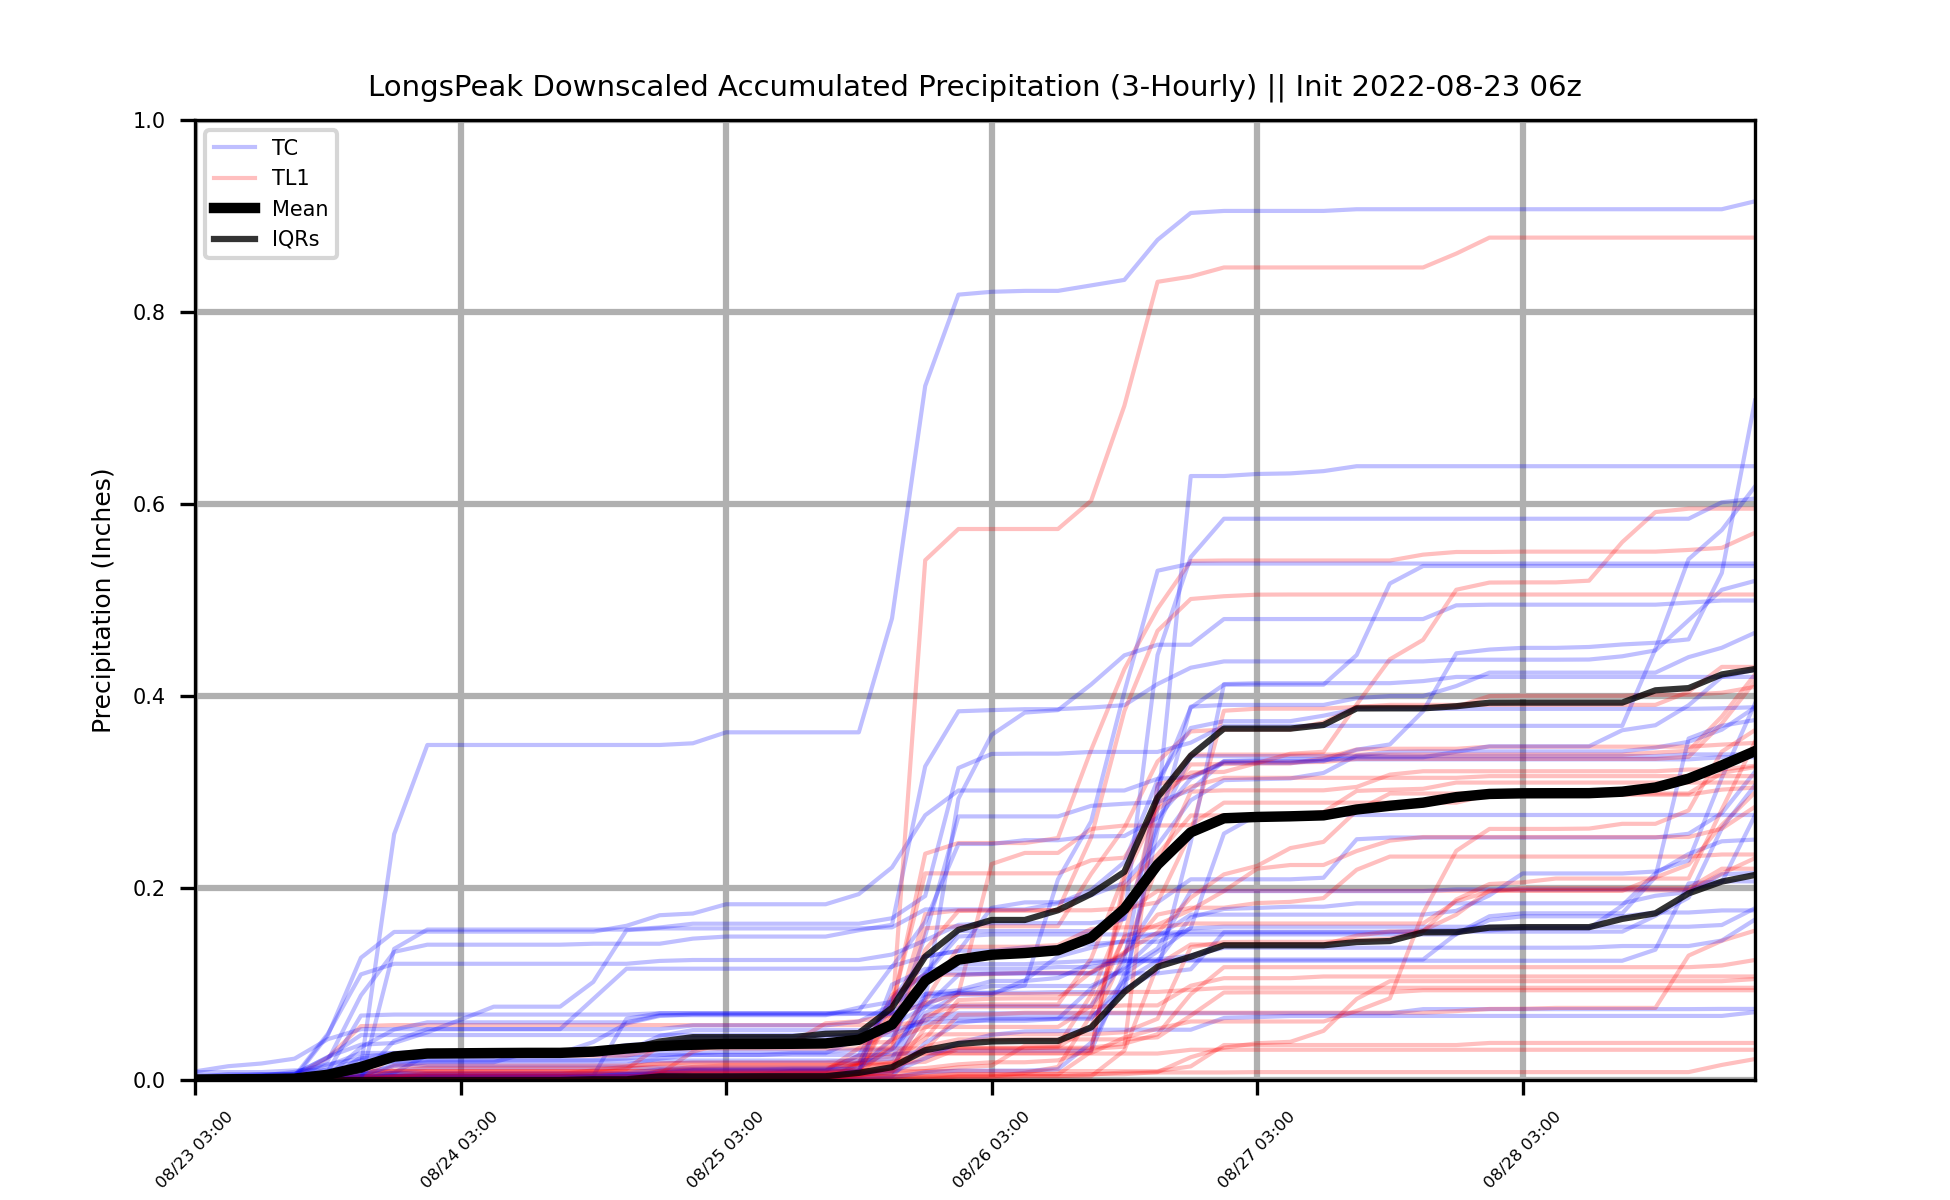 LongsPeak Downscaled Accumulated Precipitation (3-Hourly) || Init 2022-08-23 06z
1.0
0.8
0.6
0.4
0.2
0.0
Precipitation (Inches)
TC
TL1
Mean
IQRs
08/23 03:00
08/24 03:00
08/25 03:00
08/26 03:00
08/27 03:00
08/28 03:00